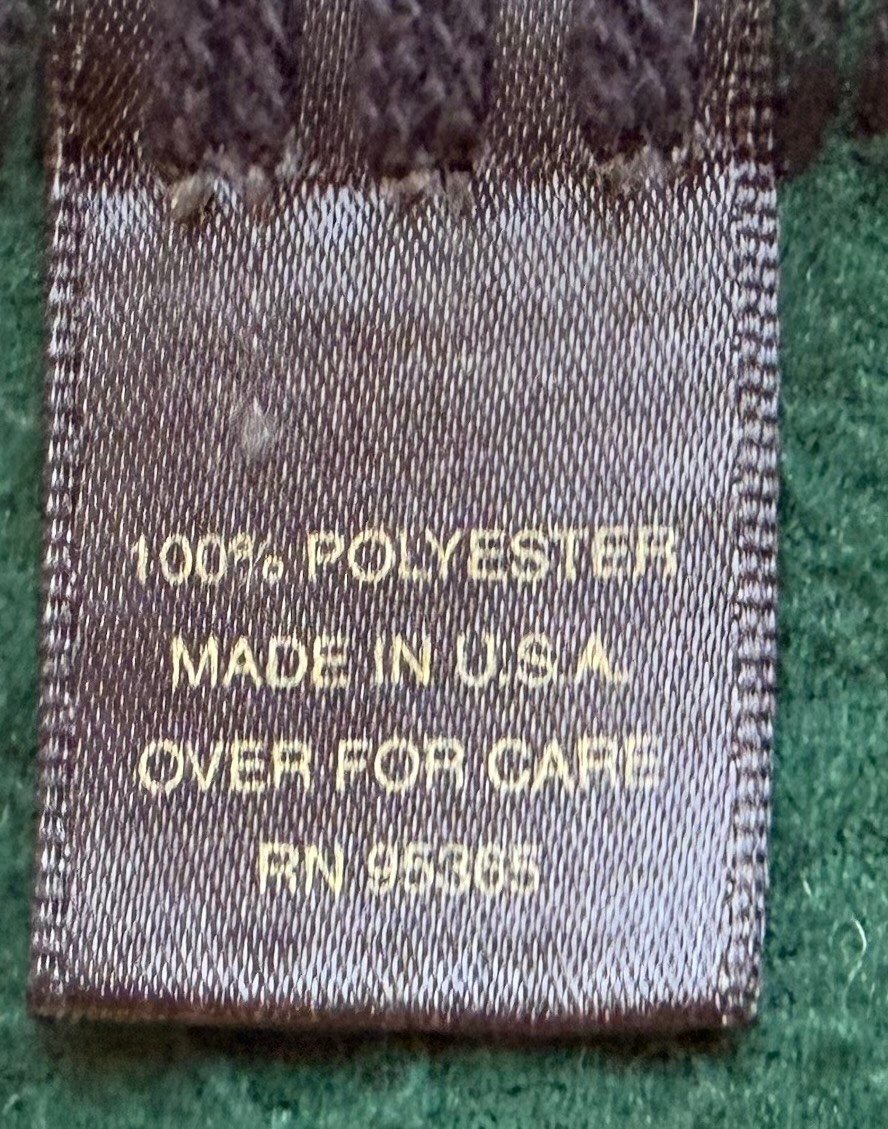 100% POLYESTER
MADE IN U.S.A.
OVER FOR CARE
RN 95365